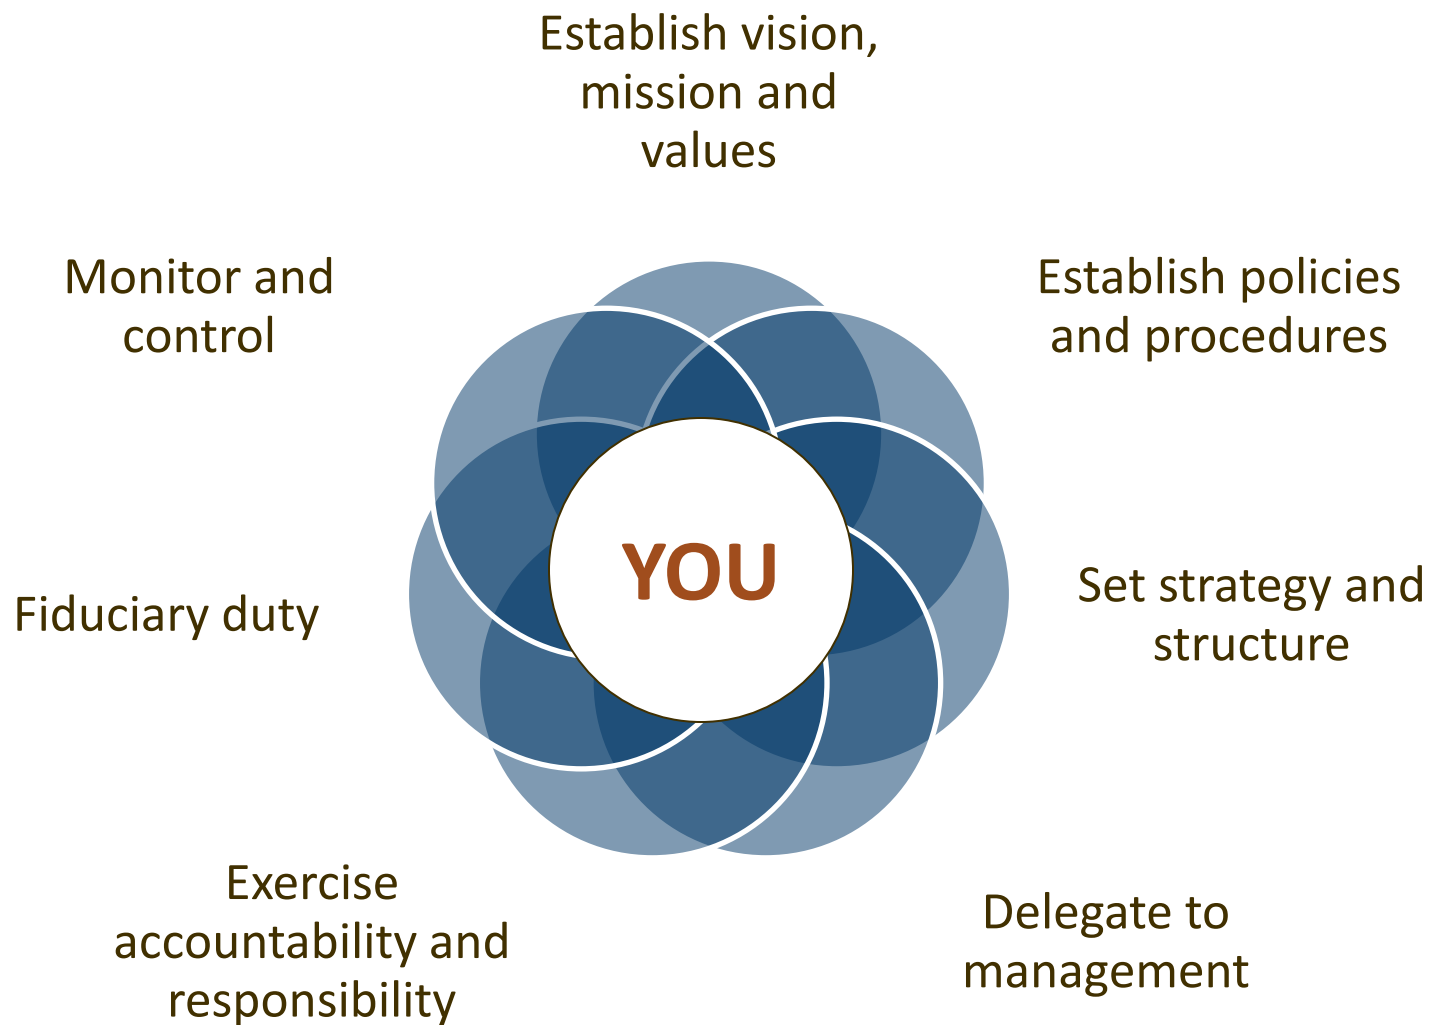 Establish vision,
mission and
values
Monitor and
control
Establish policies
and procedures
YOU
Set strategy and
structure
Fiduciary duty
Exercise
accountability and
responsibility
Delegate to
management